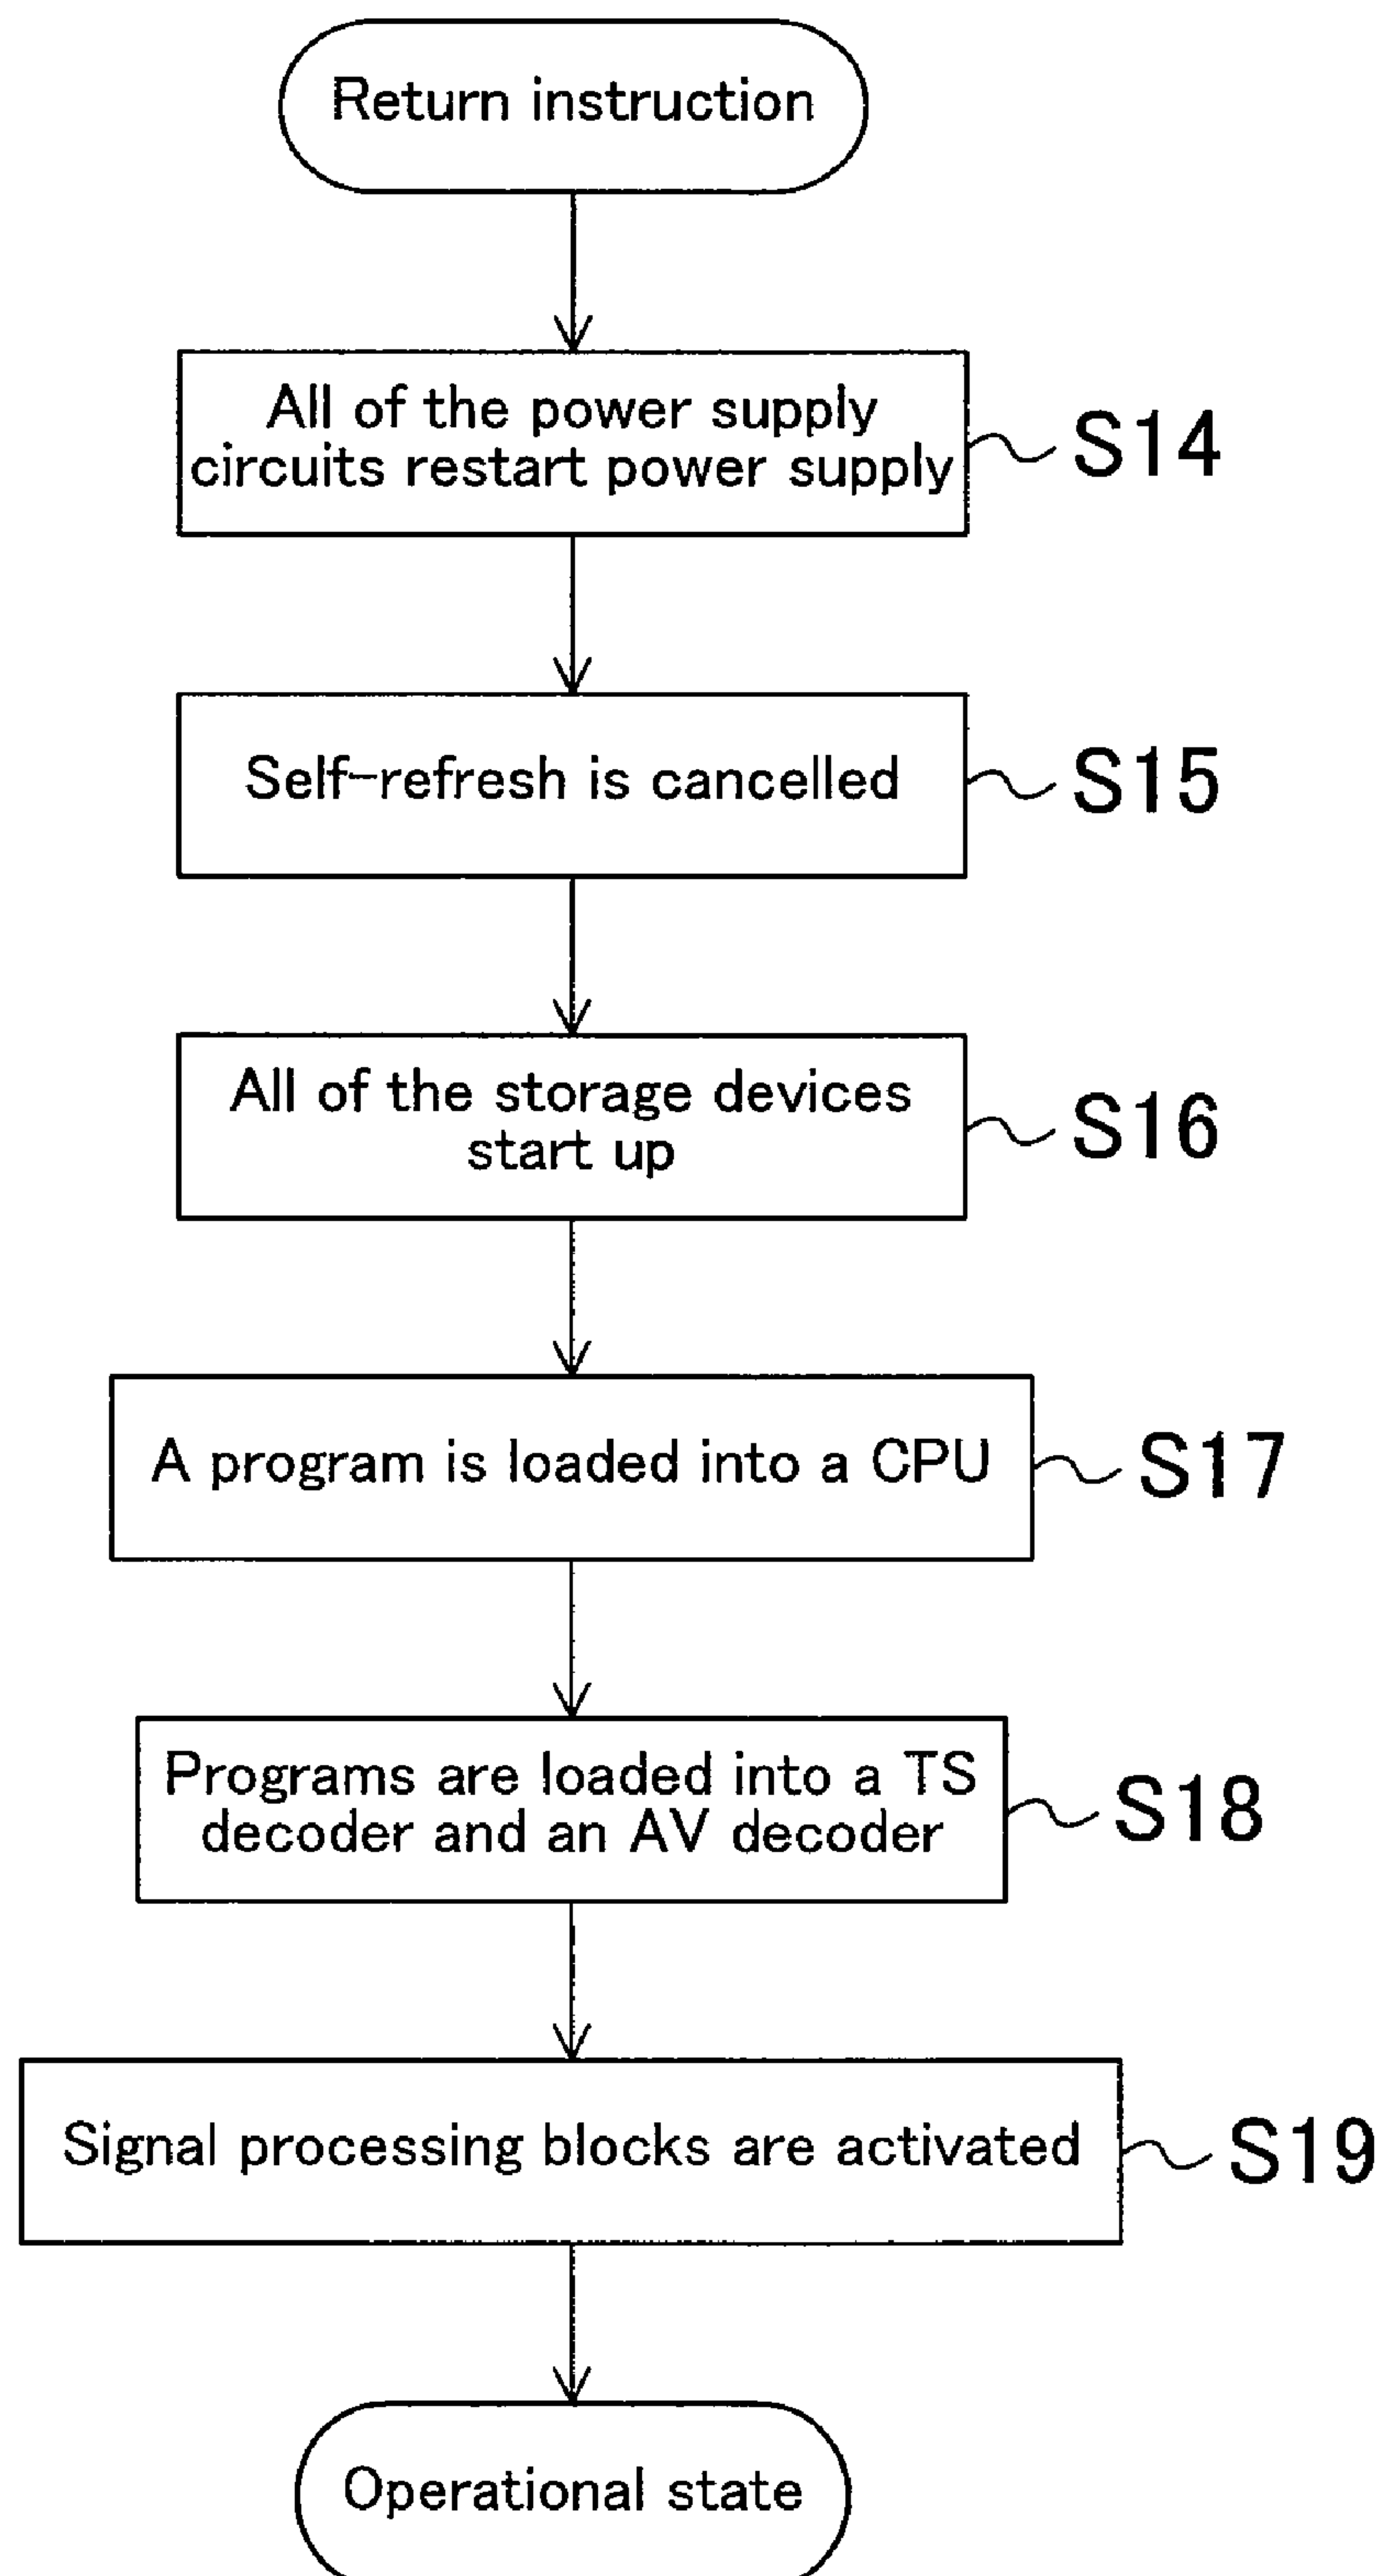 Return instruction
All of the power supply
circuits restart power supply
S14
Self-refresh is cancelled
S15
All of the storage devices
start up
S16
A program is loaded into a CPU
S17
Programs are loaded into a TS
decoder and an AV decoder
S18
Signal processing blocks are activated
S19
Operational state